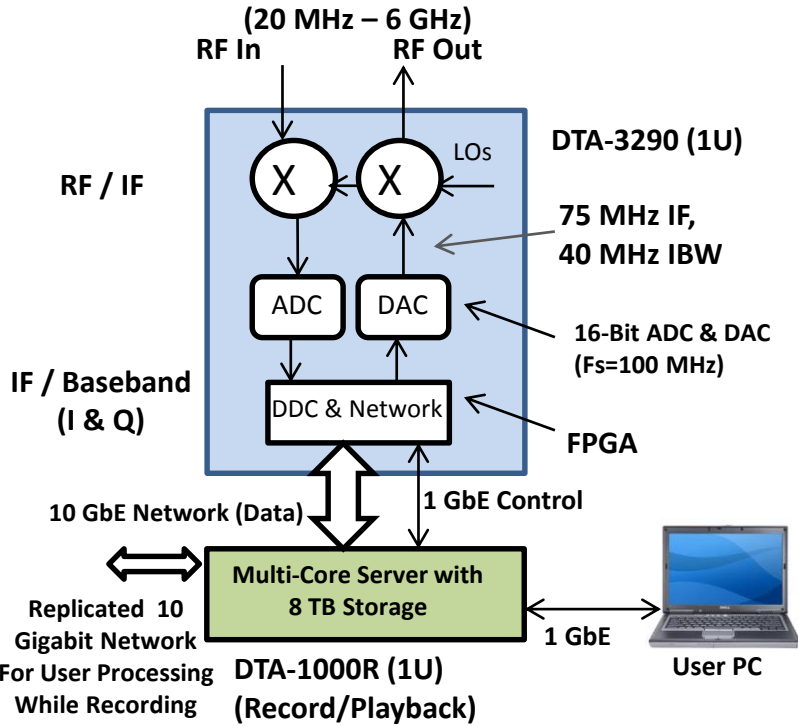 (20 MHz – 6 GHz)
RF In
RF Out
LOs
DTA-3290 (1U)
RF / IF
X
X
75 MHz IF,
40 MHz IBW
ADC
DAC
16-Bit ADC & DAC
(Fs=100 MHz)
IF / Baseband
(I & Q)
DDC & Network
FPGA
1 GbE Control
10 GbE Network (Data)
Multi-Core Server with
8 TB Storage
Replicated 10
Gigabit Network
For User Processing
While Recording
1 GbE
User PC
DTA-1000R (1U)
(Record/Playback)